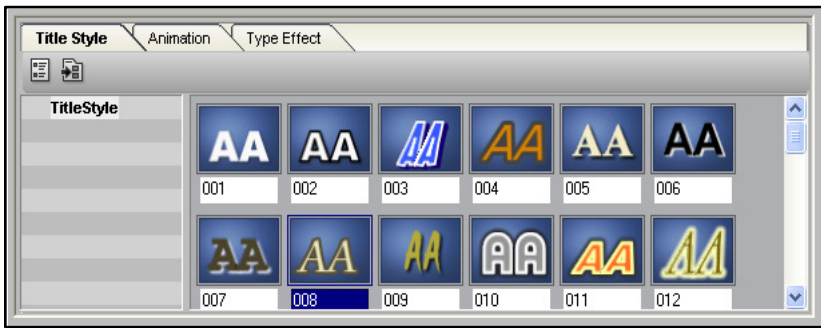 Title Style Animation Type Effect
TitleStyle
AA AA AA AA AA AA
001 002 003 004 005 006
AA AA AA AA AA AA
007 008 009 010 011 012